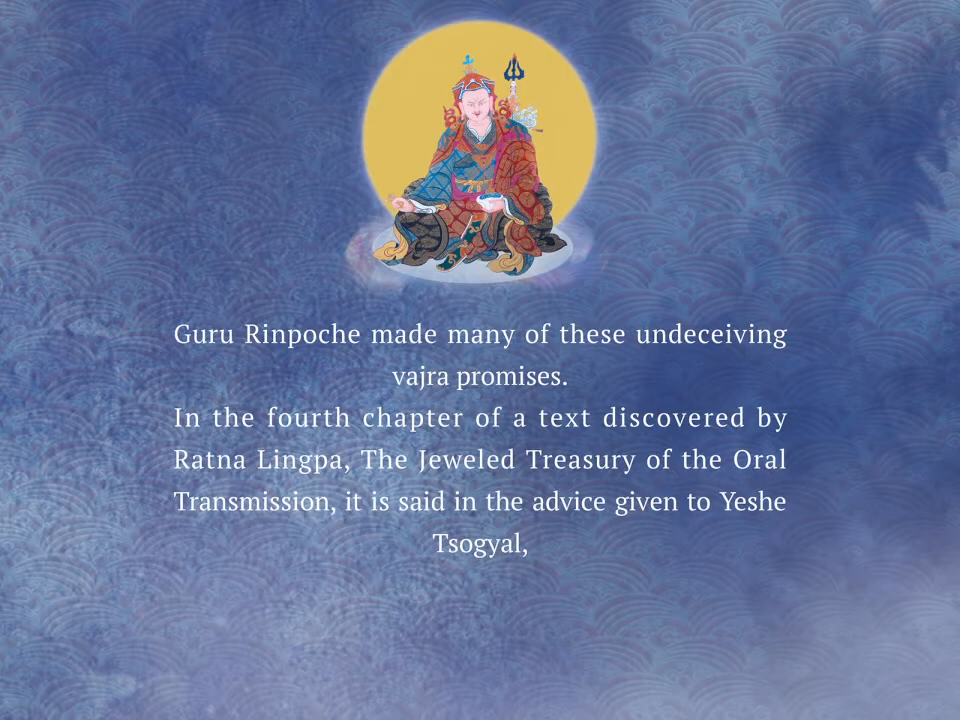 Guru Rinpoche made many of these undeceiving
vajra promises.
In the fourth chapter of a text discovered by
Ratna Lingpa, The Jeweled Treasury of the Oral
Transmission, it is said in the advice given to Yeshe
Tsogyal,